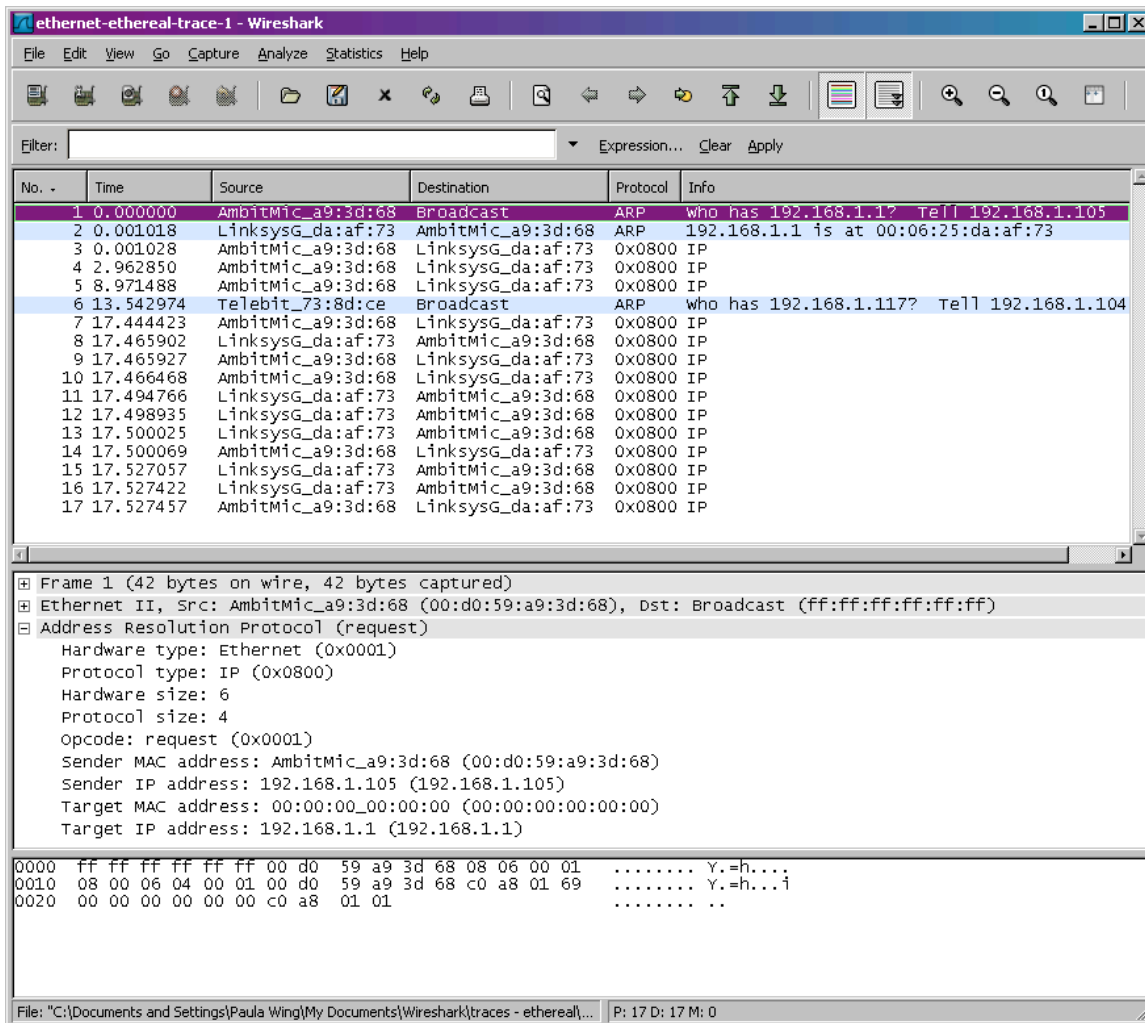 ethernet-ethereal-trace-1 - Wireshark
File Edit View Go Capture Analyze Statistics Help
Filter: Expression... Clear Apply
No. - Time Source Destination Protocol Info
1 0.000000 AmbitMic_a9:3d:68 Broadcast ARP Who has 192.168.1.1? Tell 192.168.1.105
2 0.001018 LinksysG_da:af:73 AmbitMic_a9:3d:68 ARP 192.168.1.1 is at 00:06:25:da:af:73
3 0.001028 AmbitMic_a9:3d:68 LinksysG_da:af:73 0x0800 IP
4 2.962850 AmbitMic_a9:3d:68 LinksysG_da:af:73 0x0800 IP
5 8.971488 AmbitMic_a9:3d:68 LinksysG_da:af:73 0x0800 IP
6 13.542974 Telebit_73:8d:ce Broadcast ARP Who has 192.168.1.117? Tell 192.168.1.104
7 17.444423 AmbitMic_a9:3d:68 LinksysG_da:af:73 0x0800 IP
8 17.465902 LinksysG_da:af:73 AmbitMic_a9:3d:68 0x0800 IP
9 17.465927 AmbitMic_a9:3d:68 LinksysG_da:af:73 0x0800 IP
10 17.466468 AmbitMic_a9:3d:68 LinksysG_da:af:73 0x0800 IP
11 17.494766 LinksysG_da:af:73 AmbitMic_a9:3d:68 0x0800 IP
12 17.498935 LinksysG_da:af:73 AmbitMic_a9:3d:68 0x0800 IP
13 17.500025 LinksysG_da:af:73 AmbitMic_a9:3d:68 0x0800 IP
14 17.500069 AmbitMic_a9:3d:68 LinksysG_da:af:73 0x0800 IP
15 17.527057 LinksysG_da:af:73 AmbitMic_a9:3d:68 0x0800 IP
16 17.527422 LinksysG_da:af:73 AmbitMic_a9:3d:68 0x0800 IP
17 17.527457 AmbitMic_a9:3d:68 LinksysG_da:af:73 0x0800 IP
Frame 1 (42 bytes on wire, 42 bytes captured)
Ethernet II, Src: AmbitMic_a9:3d:68 (00:d0:59:a9:3d:68), Dst: Broadcast (ff:ff:ff:ff:ff:ff)
Address Resolution Protocol (request)
Hardware type: Ethernet (0x0001)
Protocol type: IP (0x0800)
Hardware size: 6
Protocol size: 4
Opcode: request (0x0001)
Sender MAC address: AmbitMic_a9:3d:68 (00:d0:59:a9:3d:68)
Sender IP address: 192.168.1.105 (192.168.1.105)
Target MAC address: 00:00:00_00:00:00 (00:00:00:00:00:00)
Target IP address: 192.168.1.1 (192.168.1.1)
0000 ff ff ff ff ff ff 00 d0 59 a9 3d 68 08 06 00 01 ........ Y.=h....
0010 08 00 06 04 00 01 00 d0 59 a9 3d 68 c0 a8 01 69 ........ Y.=h...i
0020 00 00 00 00 00 00 c0 a8 01 01 ........ ..
File: "C:\Documents and Settings\Paula Wing\My Documents\Wireshark\traces - ethereal\... P: 17 D: 17 M: 0